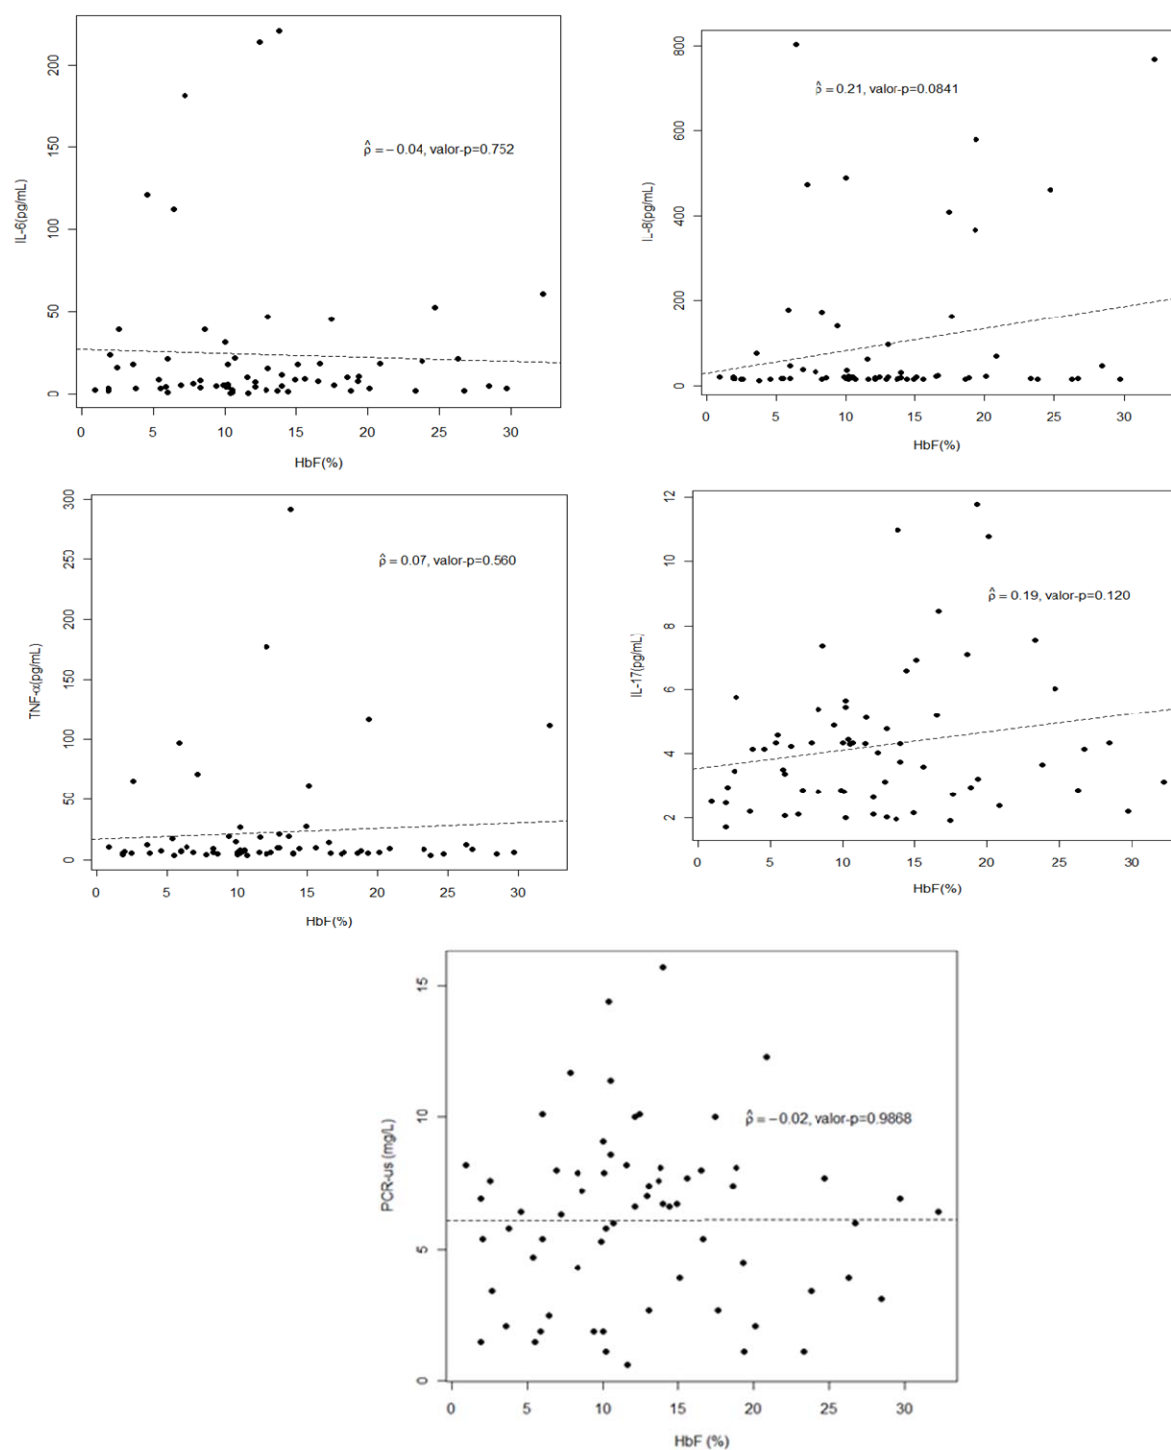 200
150
100
50
0
IL-6(pg/mL)
ρ̂ = −0.04, valor-p=0.752
0 5 10 15 20 25 30
HbF(%)
800
600
400
200
0
IL-8(pg/mL)
ρ̂ = 0.21, valor-p=0.0841
0 5 10 15 20 25 30
HbF(%)
300
250
200
150
100
50
0
TNF-α(pg/mL)
ρ̂ = 0.07, valor-p=0.560
0 5 10 15 20 25 30
HbF(%)
12
10
8
6
4
2
IL-17(pg/mL)
ρ̂ = 0.19, valor-p=0.120
0 5 10 15 20 25 30
HbF(%)
15
10
5
0
PCR-us (mg/L)
ρ̂ = −0.02, valor-p=0.9868
0 5 10 15 20 25 30
HbF (%)